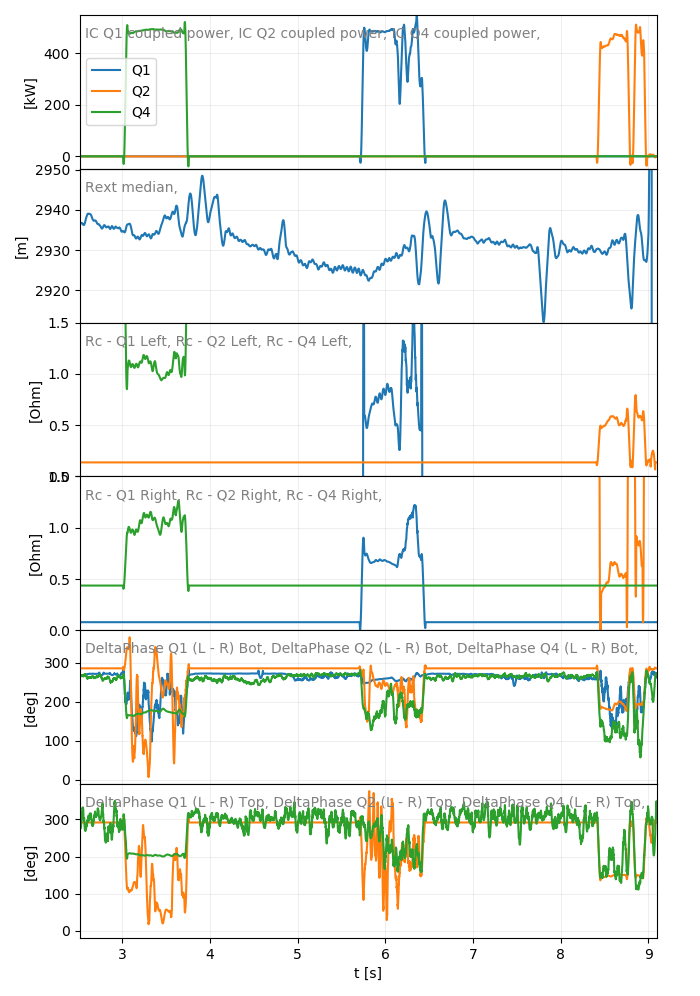 IC Q1 coupled power, IC Q2 coupled power, IC Q4 coupled power,
400
200
0
[kW]
Q1
Q2
Q4
Rext median,
2950
2940
2930
2920
[m]
Rc - Q1 Left, Rc - Q2 Left, Rc - Q4 Left,
1.5
1.0
0.5
0.0
[Ohm]
Rc - Q1 Right, Rc - Q2 Right, Rc - Q4 Right,
1.5
1.0
0.5
0.0
[Ohm]
DeltaPhase Q1 (L - R) Bot, DeltaPhase Q2 (L - R) Bot, DeltaPhase Q4 (L - R) Bot,
300
200
100
0
[deg]
DeltaPhase Q1 (L - R) Top, DeltaPhase Q2 (L - R) Top, DeltaPhase Q4 (L - R) Top,
300
200
100
0
[deg]
3 4 5 6 7 8 9
t [s]